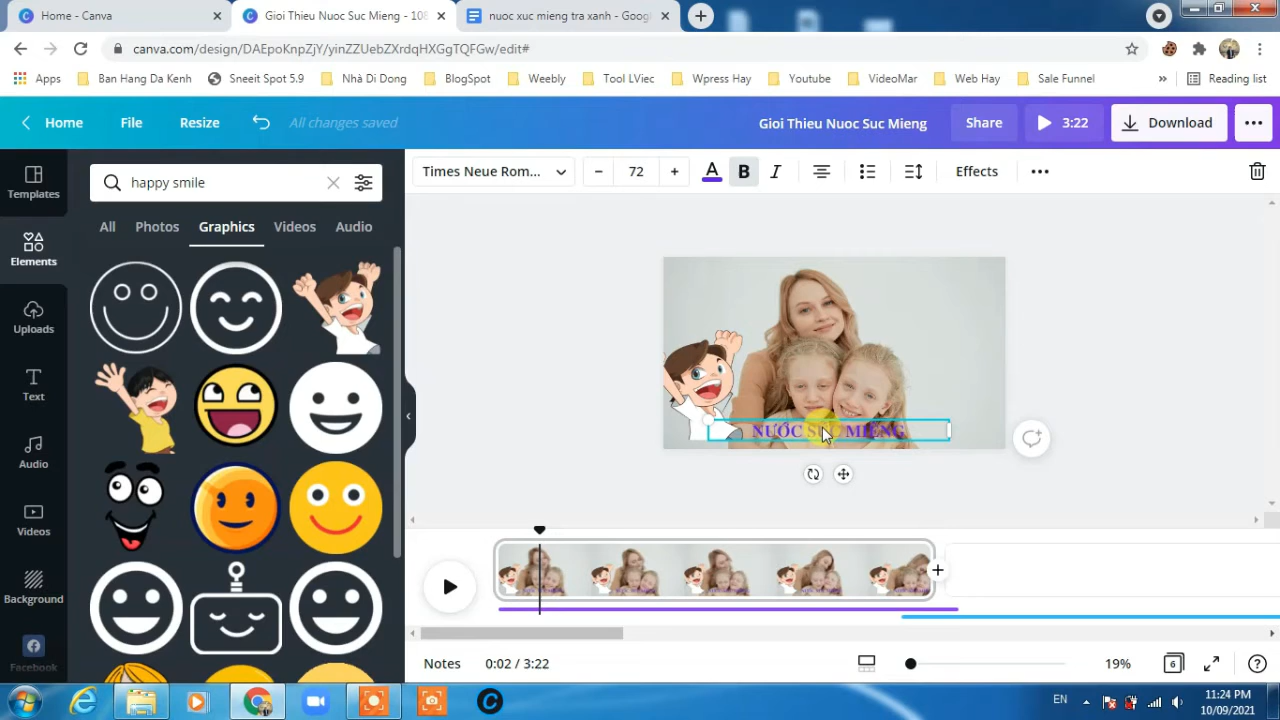 Home - Canva
Gioi Thieu Nuoc Suc Mieng - 108
nuoc xuc mieng tra xanh - Googl
canva.com/design/DAEpoKnpZjY/yinZZUebZXrdqHXGgTQFGw/edit#
Apps
Ban Hang Da Kenh
Sneeit Spot 5.9
Nhà Di Dong
BlogSpot
Weebly
Tool LViec
Wpress Hay
Youtube
VideoMar
Web Hay
Sale Funnel
»
Reading list
Home
File
Resize
All changes saved
Gioi Thieu Nuoc Suc Mieng
Share
3:22
Download
Templates
Elements
Uploads
Text
Audio
Videos
Background
Facebook
happy smile
All
Photos
Graphics
Videos
Audio
Times Neue Rom...
– 72 +
A
B
I
Effects
NƯỚC SÚC MIỆNG
Notes
0:02 / 3:22
19%
6
EN
11:24 PM
10/09/2021